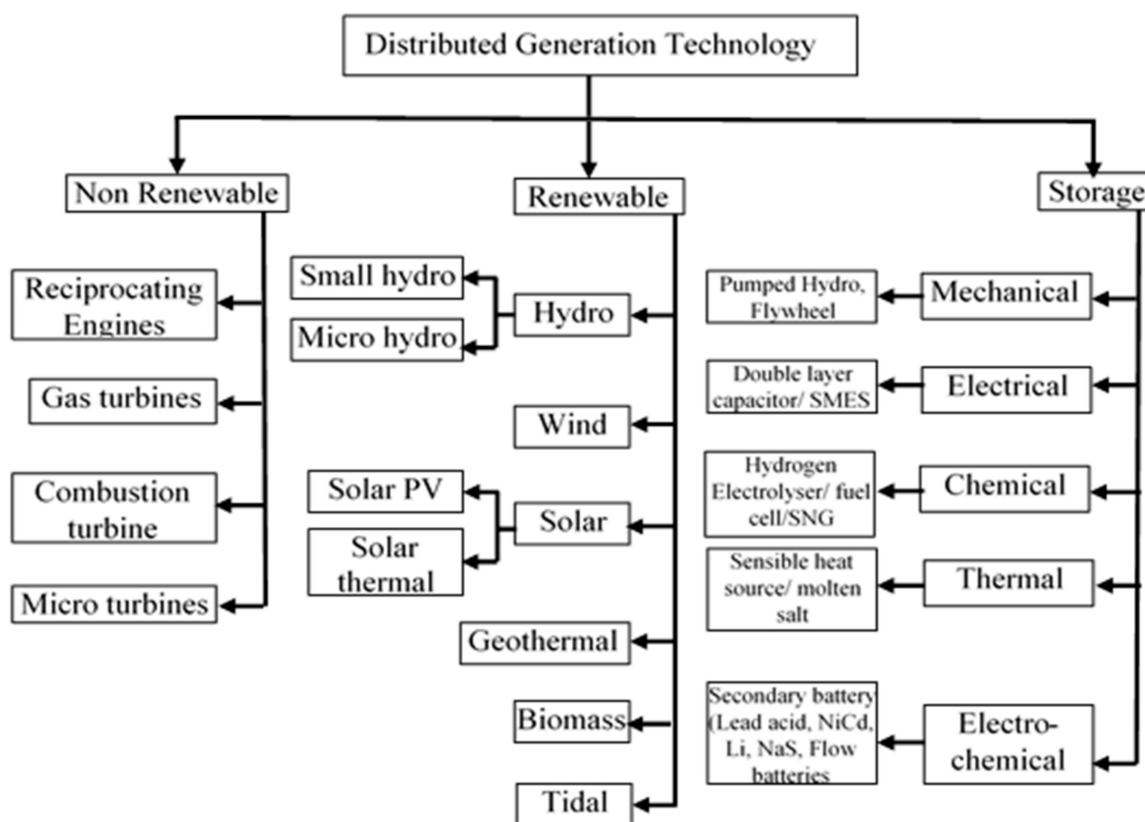 Distributed Generation Technology
Non Renewable
Renewable
Storage
Reciprocating
Engines
Gas turbines
Combustion
turbine
Micro turbines
Small hydro
Micro hydro
Hydro
Wind
Solar PV
Solar
thermal
Solar
Geothermal
Biomass
Tidal
Pumped Hydro,
Flywheel
Mechanical
Double layer
capacitor/ SMES
Electrical
Hydrogen
Electrolyser/ fuel
cell/SNG
Chemical
Sensible heat
source/ molten
salt
Thermal
Secondary battery
(Lead acid, NiCd,
Li, NaS, Flow
batteries
Electro-
chemical